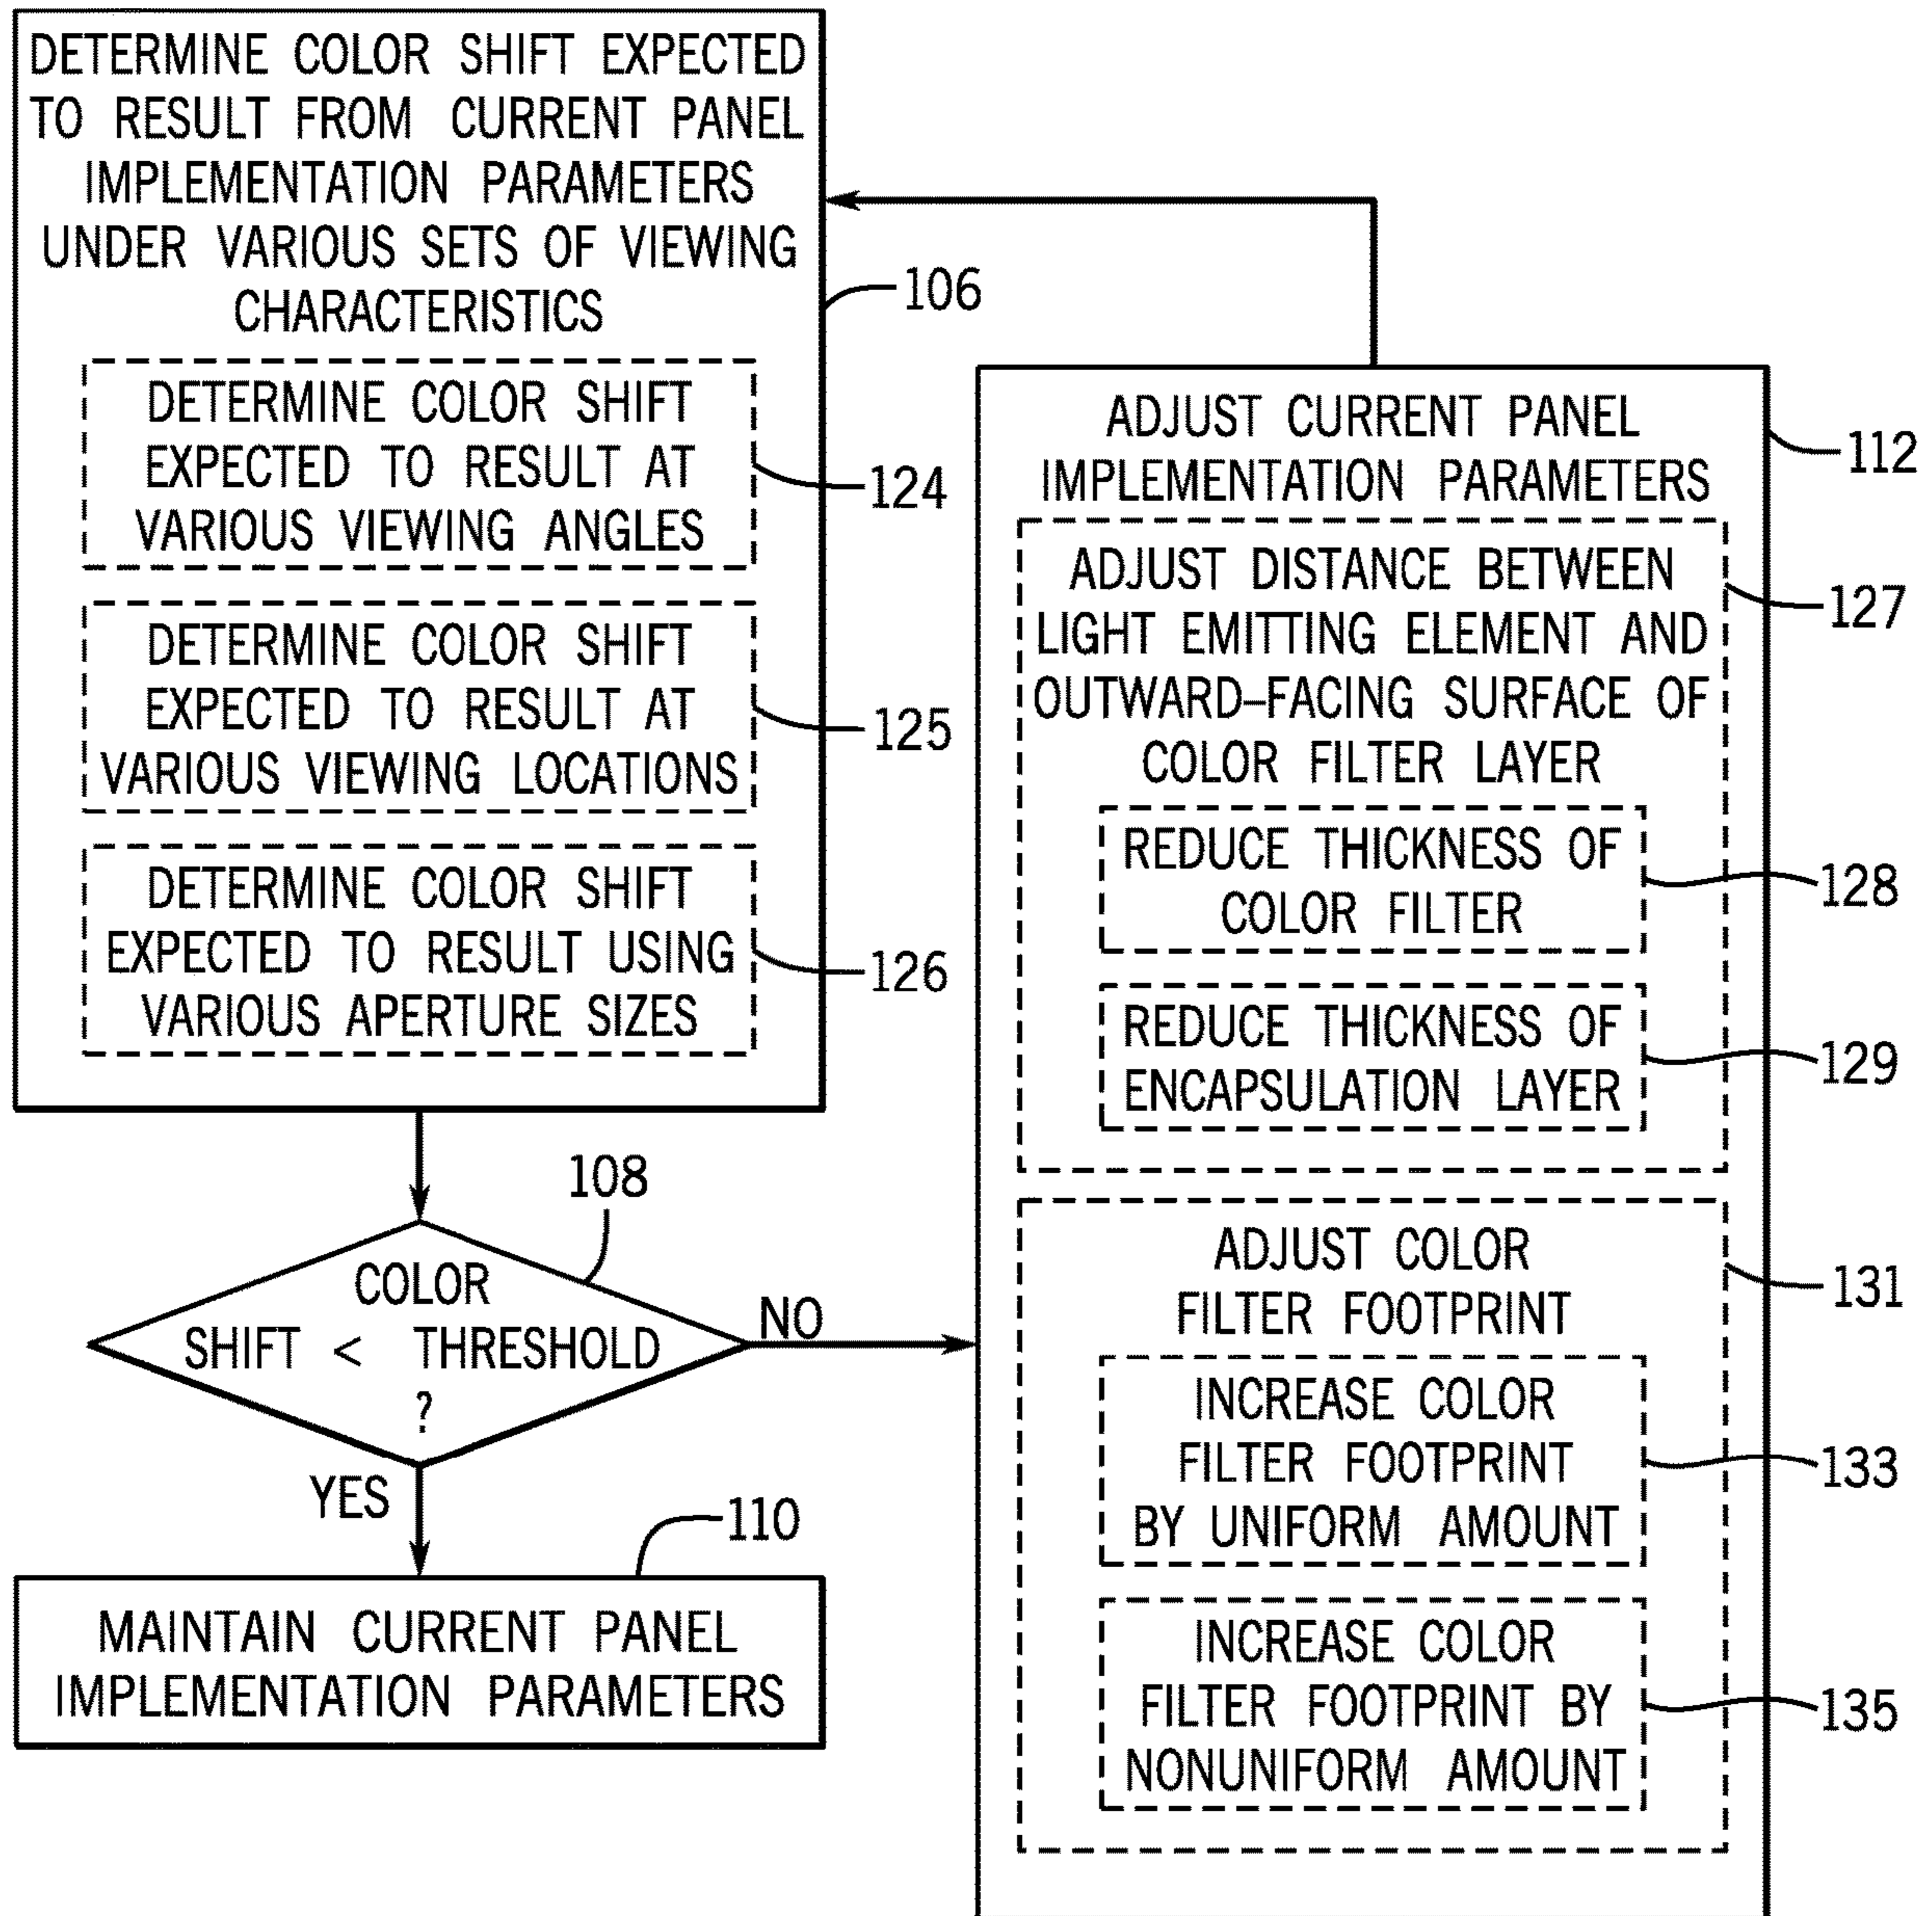 DETERMINE COLOR SHIFT EXPECTED
TO RESULT FROM CURRENT PANEL
IMPLEMENTATION PARAMETERS
UNDER VARIOUS SETS OF VIEWING
CHARACTERISTICS
106
DETERMINE COLOR SHIFT
EXPECTED TO RESULT AT
VARIOUS VIEWING ANGLES
124
DETERMINE COLOR SHIFT
EXPECTED TO RESULT AT
VARIOUS VIEWING LOCATIONS
125
DETERMINE COLOR SHIFT
EXPECTED TO RESULT USING
VARIOUS APERTURE SIZES
126
108
COLOR
SHIFT < THRESHOLD
?
NO
YES
110
MAINTAIN CURRENT PANEL
IMPLEMENTATION PARAMETERS
ADJUST CURRENT PANEL
IMPLEMENTATION PARAMETERS
112
ADJUST DISTANCE BETWEEN
LIGHT EMITTING ELEMENT AND
OUTWARD-FACING SURFACE OF
COLOR FILTER LAYER
127
REDUCE THICKNESS OF
COLOR FILTER
128
REDUCE THICKNESS OF
ENCAPSULATION LAYER
129
ADJUST COLOR
FILTER FOOTPRINT
131
INCREASE COLOR
FILTER FOOTPRINT
BY UNIFORM AMOUNT
133
INCREASE COLOR
FILTER FOOTPRINT BY
NONUNIFORM AMOUNT
135